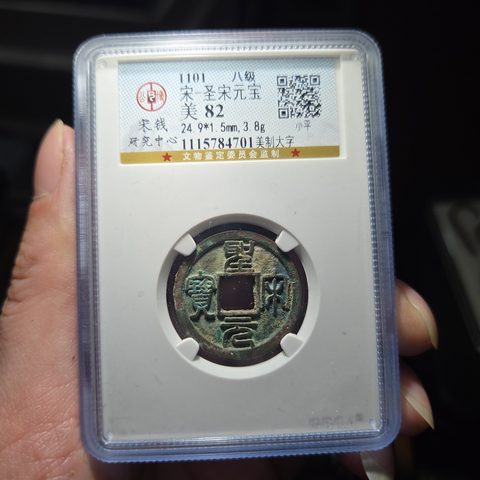 1101 八级
宋·圣宋元宝
美 82
宋钱 24.9*1.5mm,3.8g 小平
研究中心 1115784701美制大字
★ 文物鉴定委员会监制 ★
聖
寶 宋
元